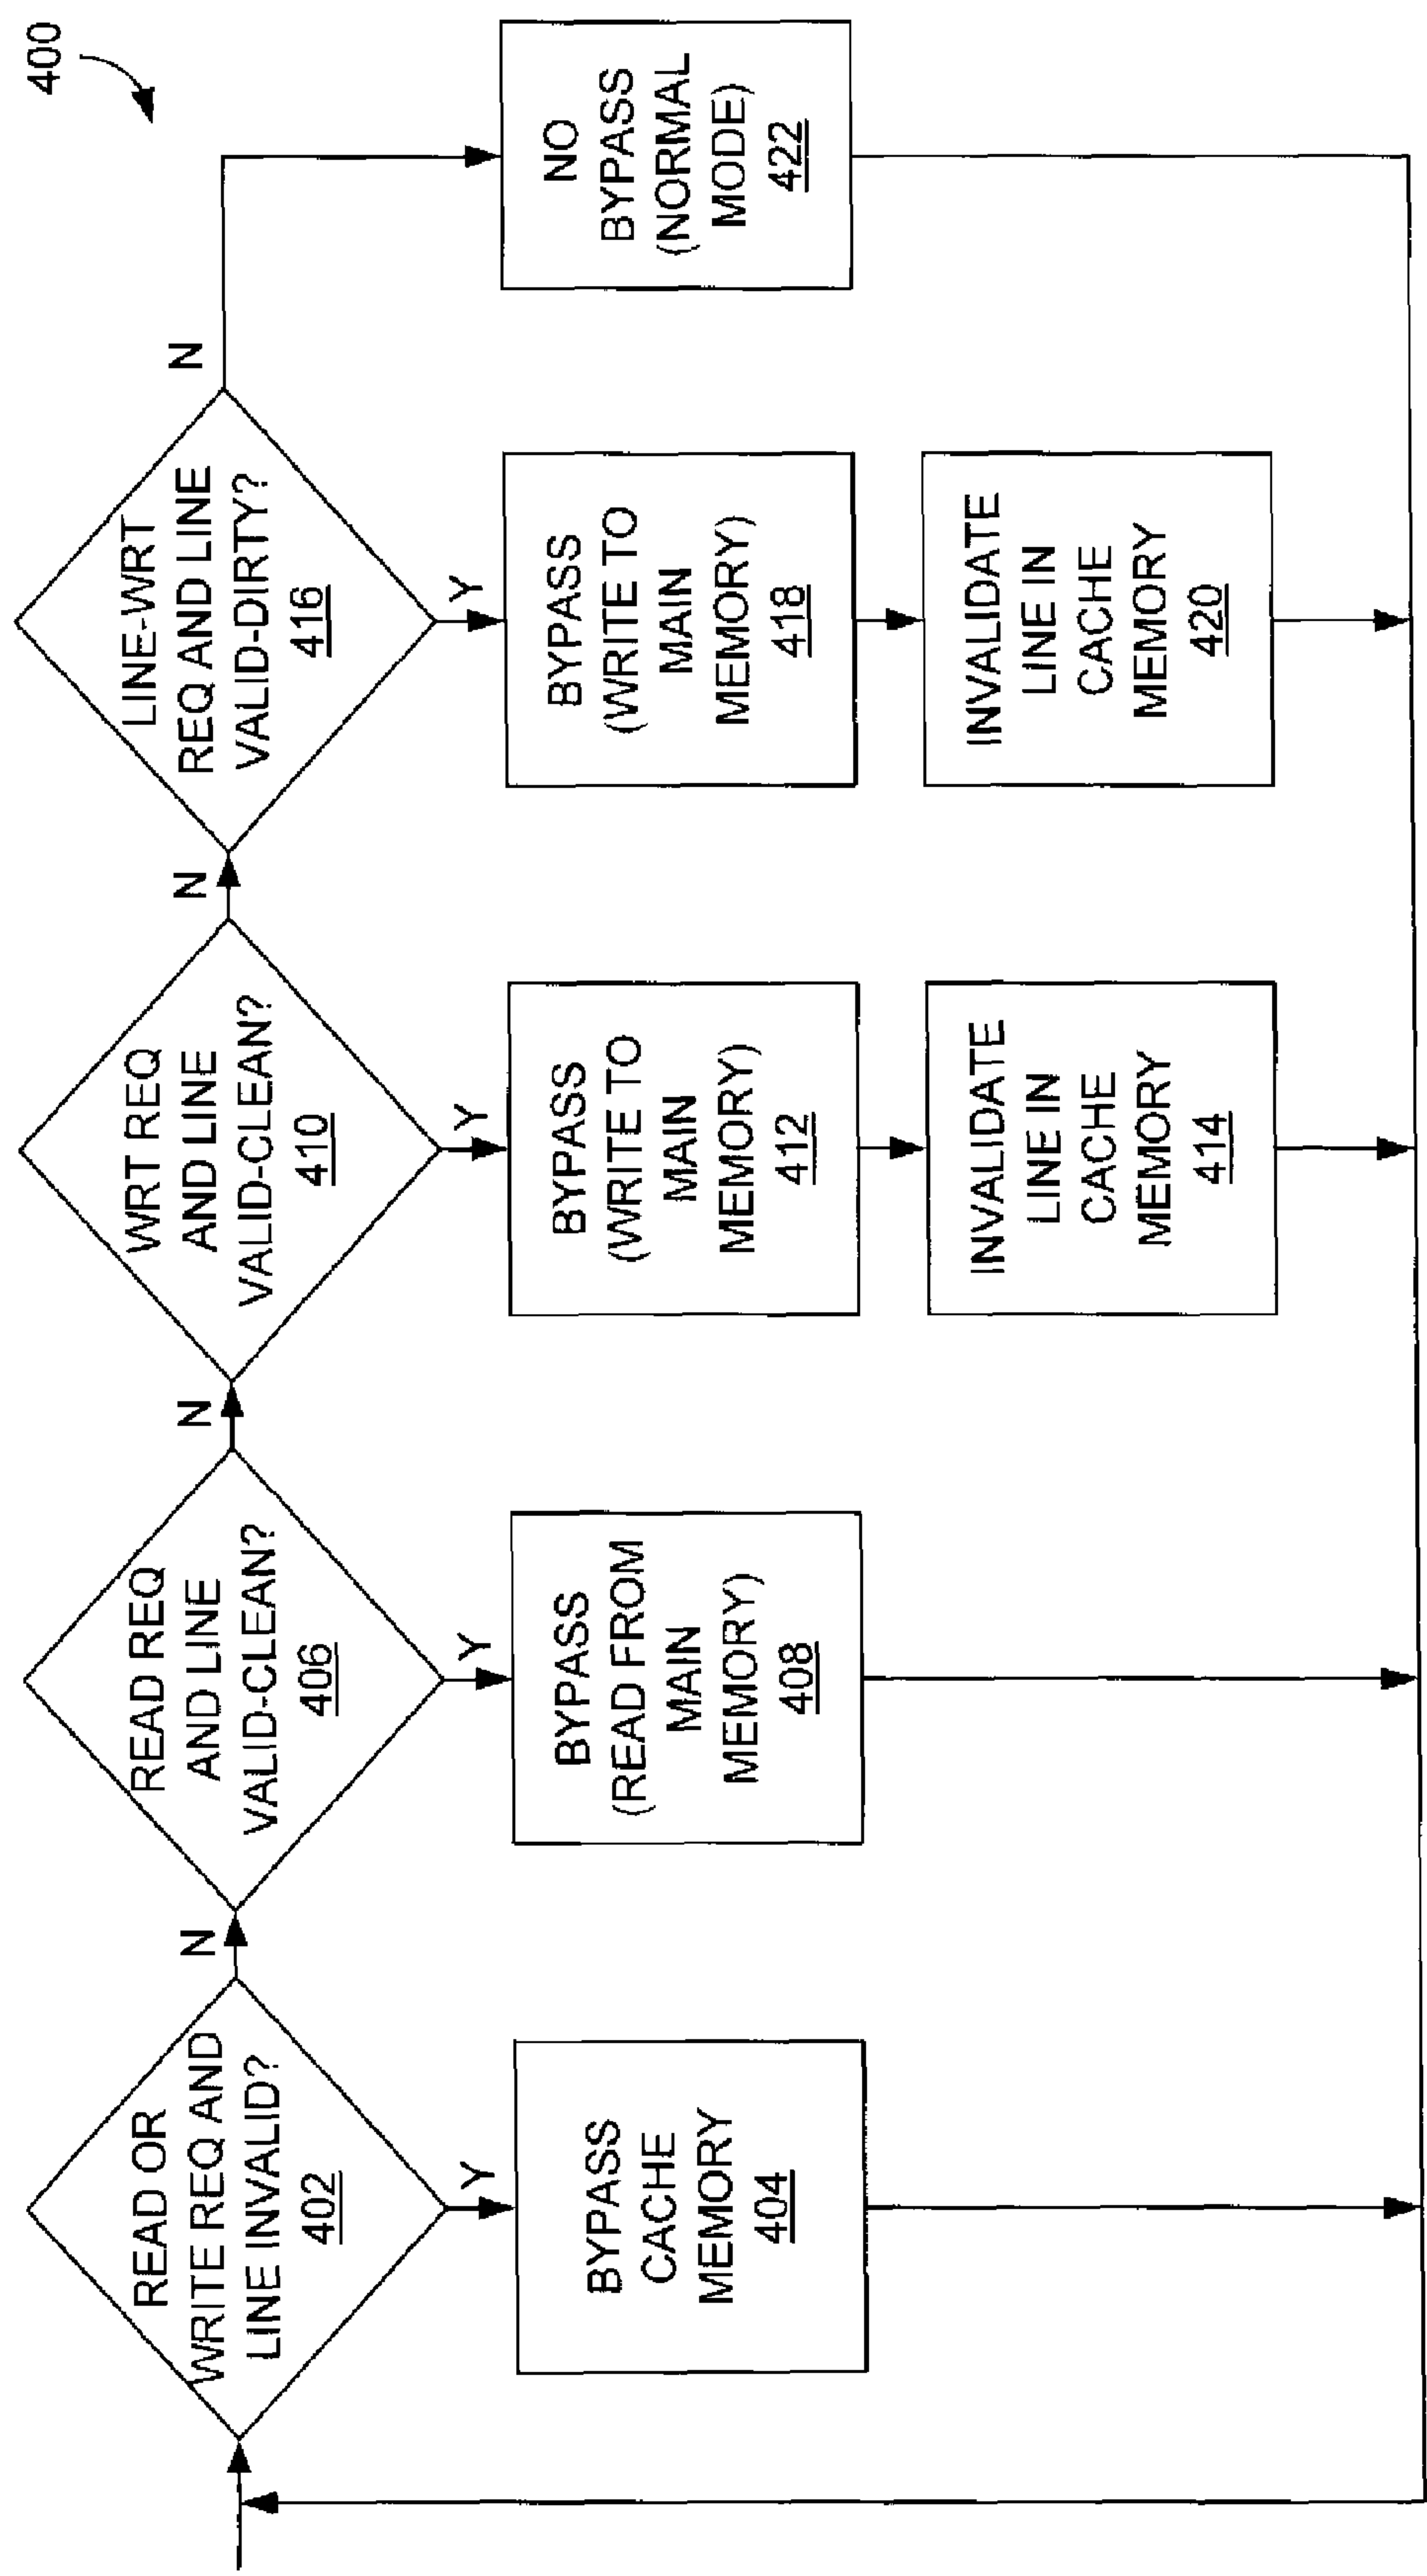 400
READ OR
WRITE REQ AND
LINE INVALID?
402
N
Y
BYPASS
CACHE
MEMORY
404
READ REQ
AND LINE
VALID-CLEAN?
406
N
Y
BYPASS
(READ FROM
MAIN
MEMORY)
408
WRT REQ
AND LINE
VALID-CLEAN?
410
N
Y
BYPASS
(WRITE TO
MAIN
MEMORY)
412
INVALIDATE
LINE IN
CACHE
MEMORY
414
LINE-WRT
REQ AND LINE
VALID-DIRTY?
416
N
Y
BYPASS
(WRITE TO
MAIN
MEMORY)
418
INVALIDATE
LINE IN
CACHE
MEMORY
420
NO
BYPASS
(NORMAL
MODE)
422